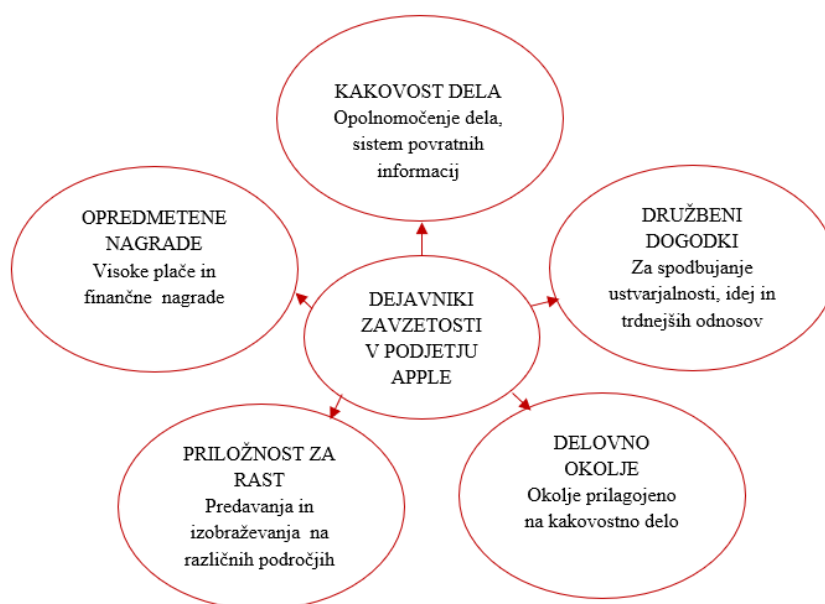 KAKOVOST DELA
Opolnomočenje dela,
sistem povratnih
informacij
OPREDMETENE
NAGRADE
Visoke plače in
finančne nagrade
DRUŽBENI
DOGODKI
Za spodbujanje
ustvarjalnosti, idej in
trdnejših odnosov
DEJAVNIKI
ZAVZETOSTI
V PODJETJU
APPLE
PRILOŽNOST ZA
RAST
Predavanja in
izobraževanja na
različnih področjih
DELOVNO
OKOLJE
Okolje prilagojeno
na kakovostno delo